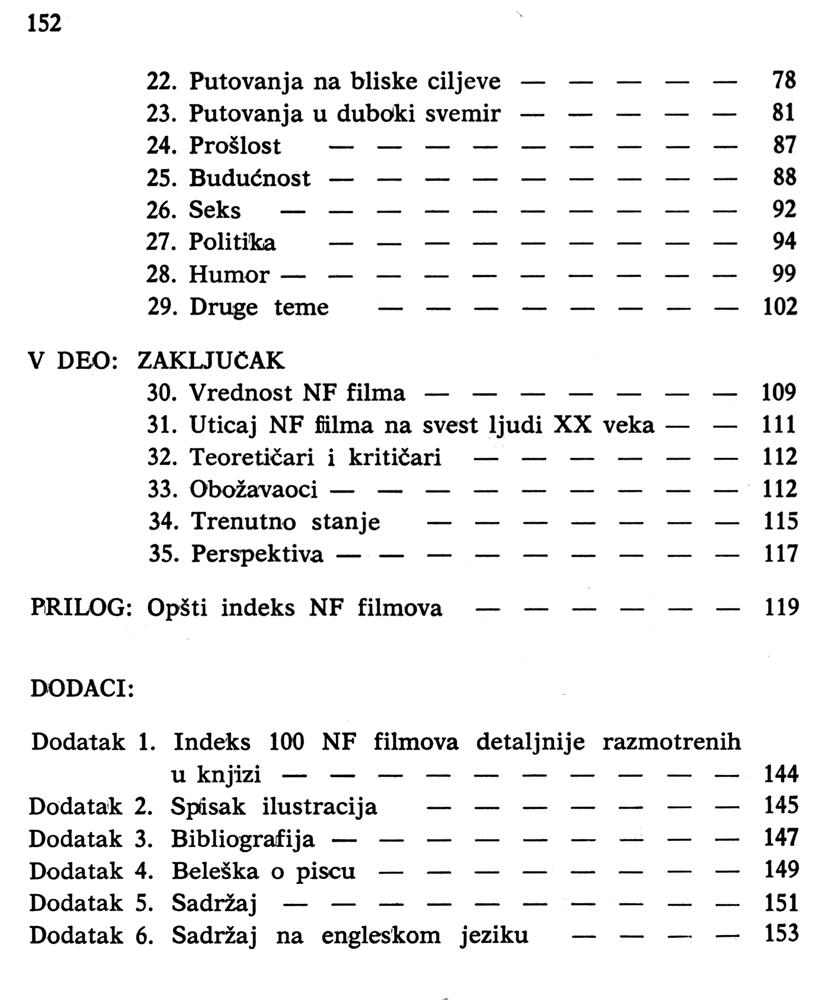 152
22. Putovanja na bliske ciljeve — — — — — 78
23. Putovanja u duboki svemir — — — — — 81
24. Prošlost — — — — — — — — — 87
25. Budućnost — — — — — — — — — 88
26. Seks — — — — — — — — — — 92
27. Politika — — — — — — — — — 94
28. Humor — — — — — — — — — — 99
29. Druge teme — — — — — — — — 102
V DEO: ZAKLJUČAK
30. Vrednost NF filma — — — — — — — 109
31. Uticaj NF filma na svest ljudi XX veka — — 111
32. Teoretičari i kritičari — — — — — — 112
33. Obožavaoci — — — — — — — — — 112
34. Trenutno stanje — — — — — — — 115
35. Perspektiva — — — — — — — — — 117
PRILOG: Opšti indeks NF filmova — — — — — — 119
DODACI:
Dodatak 1. Indeks 100 NF filmova detaljnije razmotrenih
u knjizi — — — — — — — — — — 144
Dodatak 2. Spisak ilustracija — — — — — — — 145
Dodatak 3. Bibliografija — — — — — — — — — 147
Dodatak 4. Beleška o piscu — — — — — — — — 149
Dodatak 5. Sadržaj — — — — — — — — — — 151
Dodatak 6. Sadržaj na engleskom jeziku — — — — 153